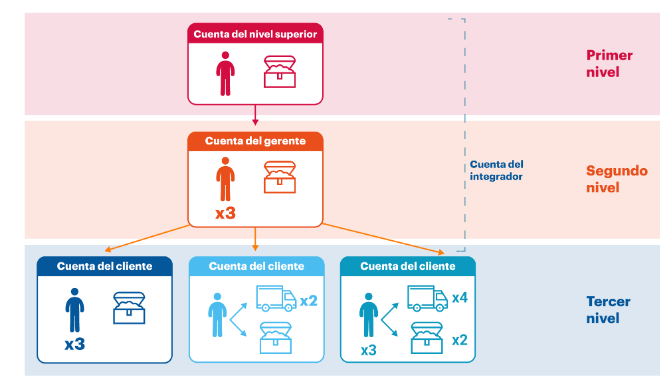 Cuenta del nivel superior
Primer
nivel
Cuenta del gerente
x3
Cuenta del
integrador
Segundo
nivel
Cuenta del cliente
x3
Cuenta del cliente
x2
Cuenta del cliente
x4
x3
x2
Tercer
nivel